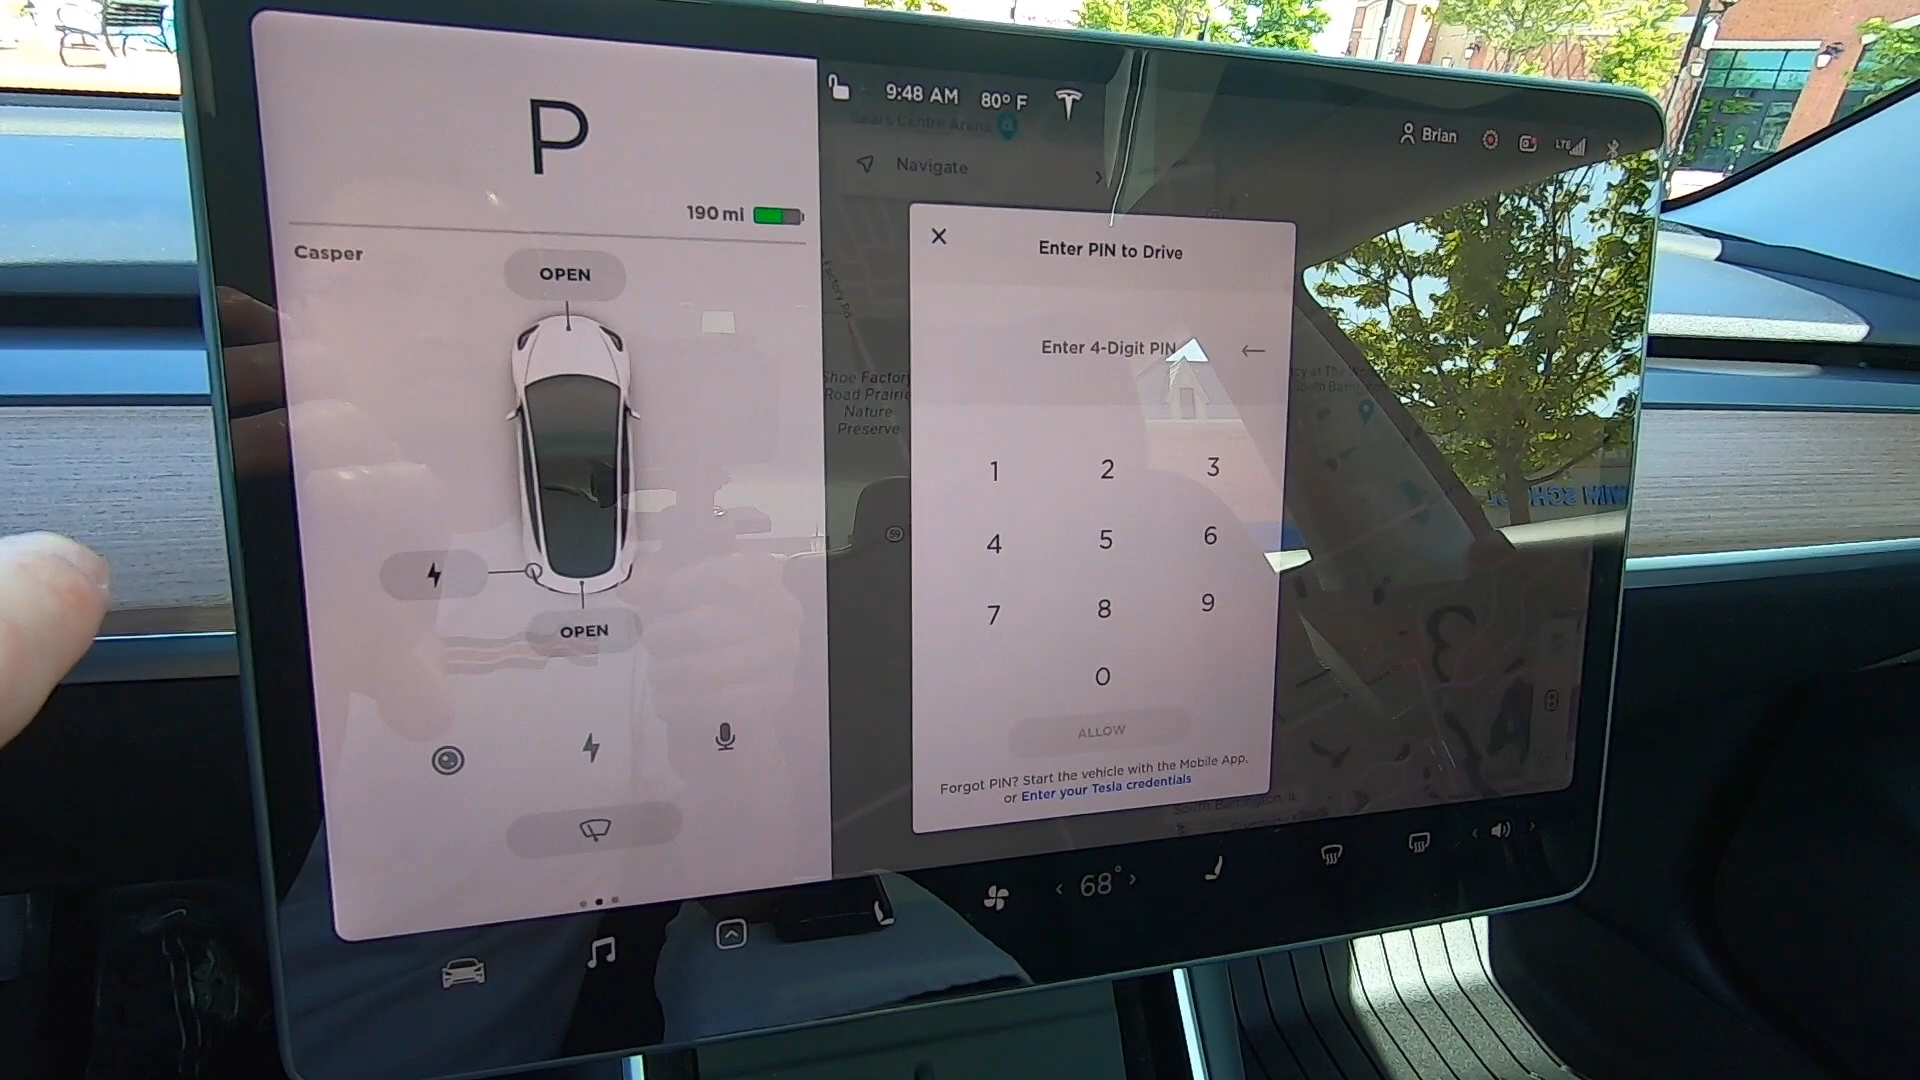 P
190 mi
Casper
OPEN
OPEN
9:48 AM 80° F
Sears Centre Arena
Navigate
Brian
LTE
Shoe Factory
Road Prairie
Nature
Preserve
Factory Rd
59
Enter PIN to Drive
Enter 4-Digit PIN
1 2 3
4 5 6
7 8 9
0
ALLOW
Forgot PIN? Start the vehicle with the Mobile App,
or Enter your Tesla credentials
South Barrington, IL
68°